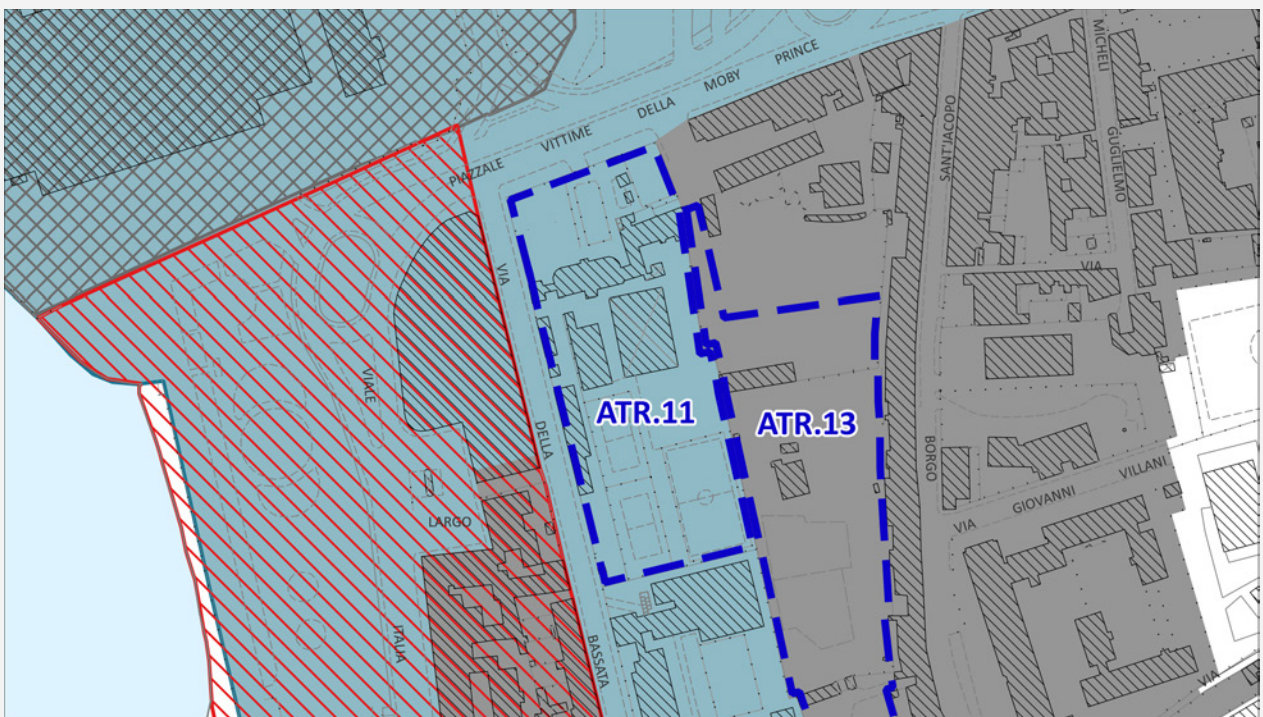 PIAZZALE VITTIME DELLA MOBY PRINCE
MICHELI
GUGLIELMO
SANT'JACOPO
BORGO
VIA
VIA
DELLA
BASSATA
VIALE
ITALIA
LARGO
ATR.11
ATR.13
VIA GIOVANNI VILLANI
VIA